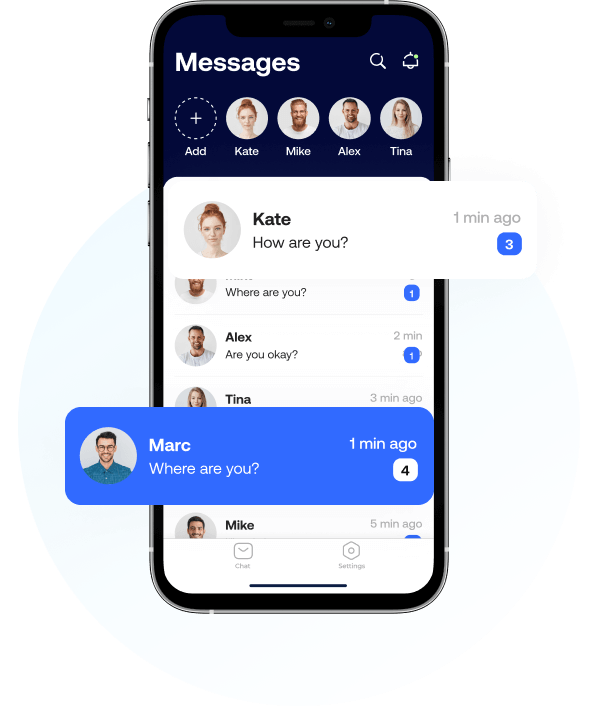 Messages
Add
Kate
Mike
Alex
Tina
Kate
1 min ago
How are you?
3
Where are you?
1
Alex
2 min
Are you okay?
1
Tina
3 min ago
Marc
1 min ago
Where are you?
4
Mike
5 min ago
Chat
Settings